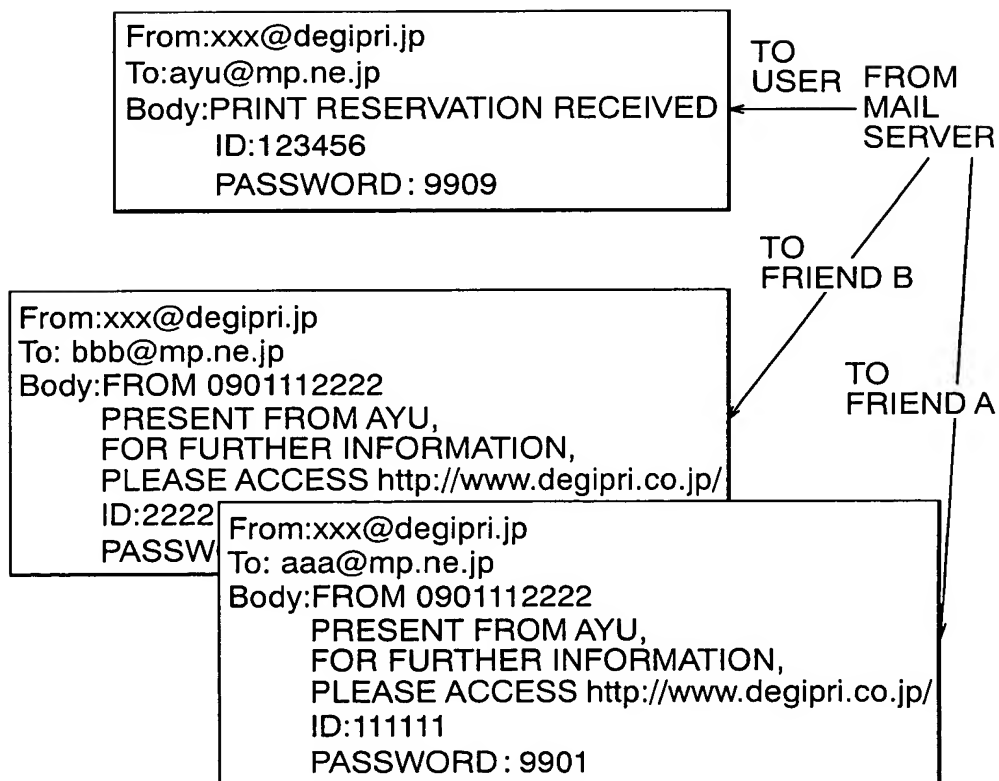 From:xxx@degipri.jp
To:ayu@mp.ne.jp
Body:PRINT RESERVATION RECEIVED
ID:123456
PASSWORD : 9909
TO
USER
FROM
MAIL
SERVER
TO
FRIEND B
TO
FRIEND A
From:xxx@degipri.jp
To: bbb@mp.ne.jp
Body:FROM 0901112222
PRESENT FROM AYU,
FOR FURTHER INFORMATION,
PLEASE ACCESS http://www.degipri.co.jp/
ID:2222
PASSW
From:xxx@degipri.jp
To: aaa@mp.ne.jp
Body:FROM 0901112222
PRESENT FROM AYU,
FOR FURTHER INFORMATION,
PLEASE ACCESS http://www.degipri.co.jp/
ID:111111
PASSWORD : 9901